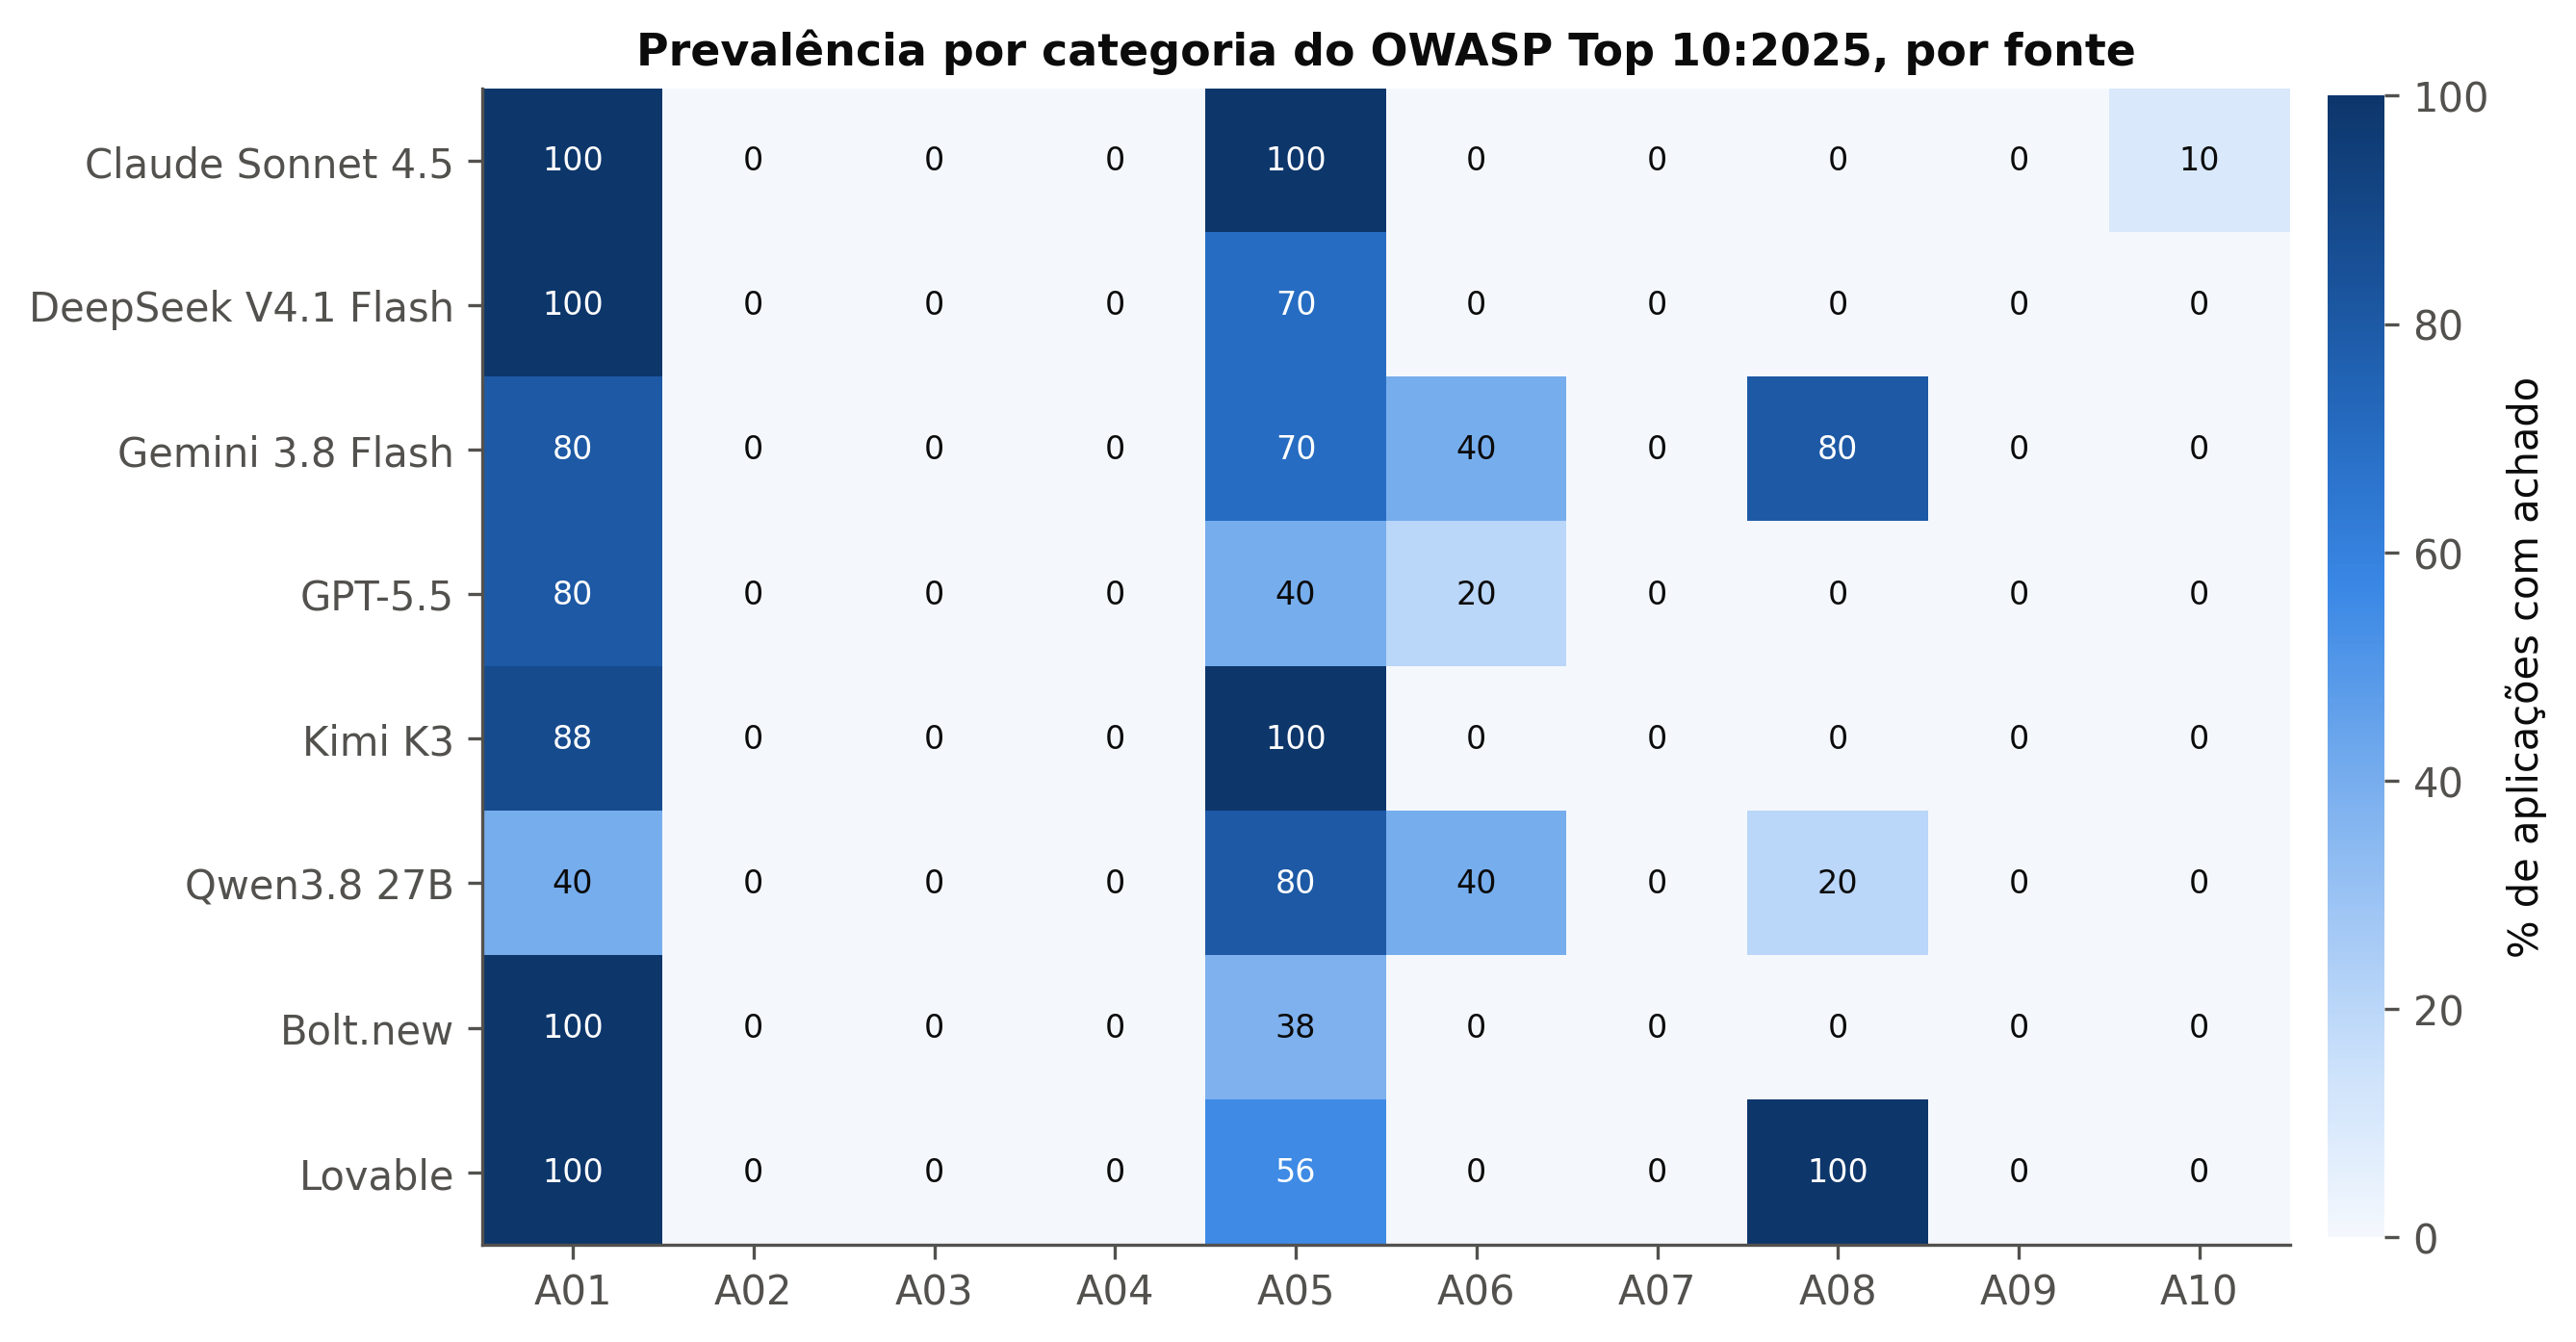 Prevalência por categoria do OWASP Top 10:2025, por fonte
Claude Sonnet 4.5 100 0 0 0 100 0 0 0 0 10
DeepSeek V4.1 Flash 100 0 0 0 70 0 0 0 0 0
Gemini 3.8 Flash 80 0 0 0 70 40 0 80 0 0
GPT-5.5 80 0 0 0 40 20 0 0 0 0
Kimi K3 88 0 0 0 100 0 0 0 0 0
Qwen3.8 27B 40 0 0 0 80 40 0 20 0 0
Bolt.new 100 0 0 0 38 0 0 0 0 0
Lovable 100 0 0 0 56 0 0 100 0 0
A01 A02 A03 A04 A05 A06 A07 A08 A09 A10
100
80
60
40
20
0
% de aplicações com achado